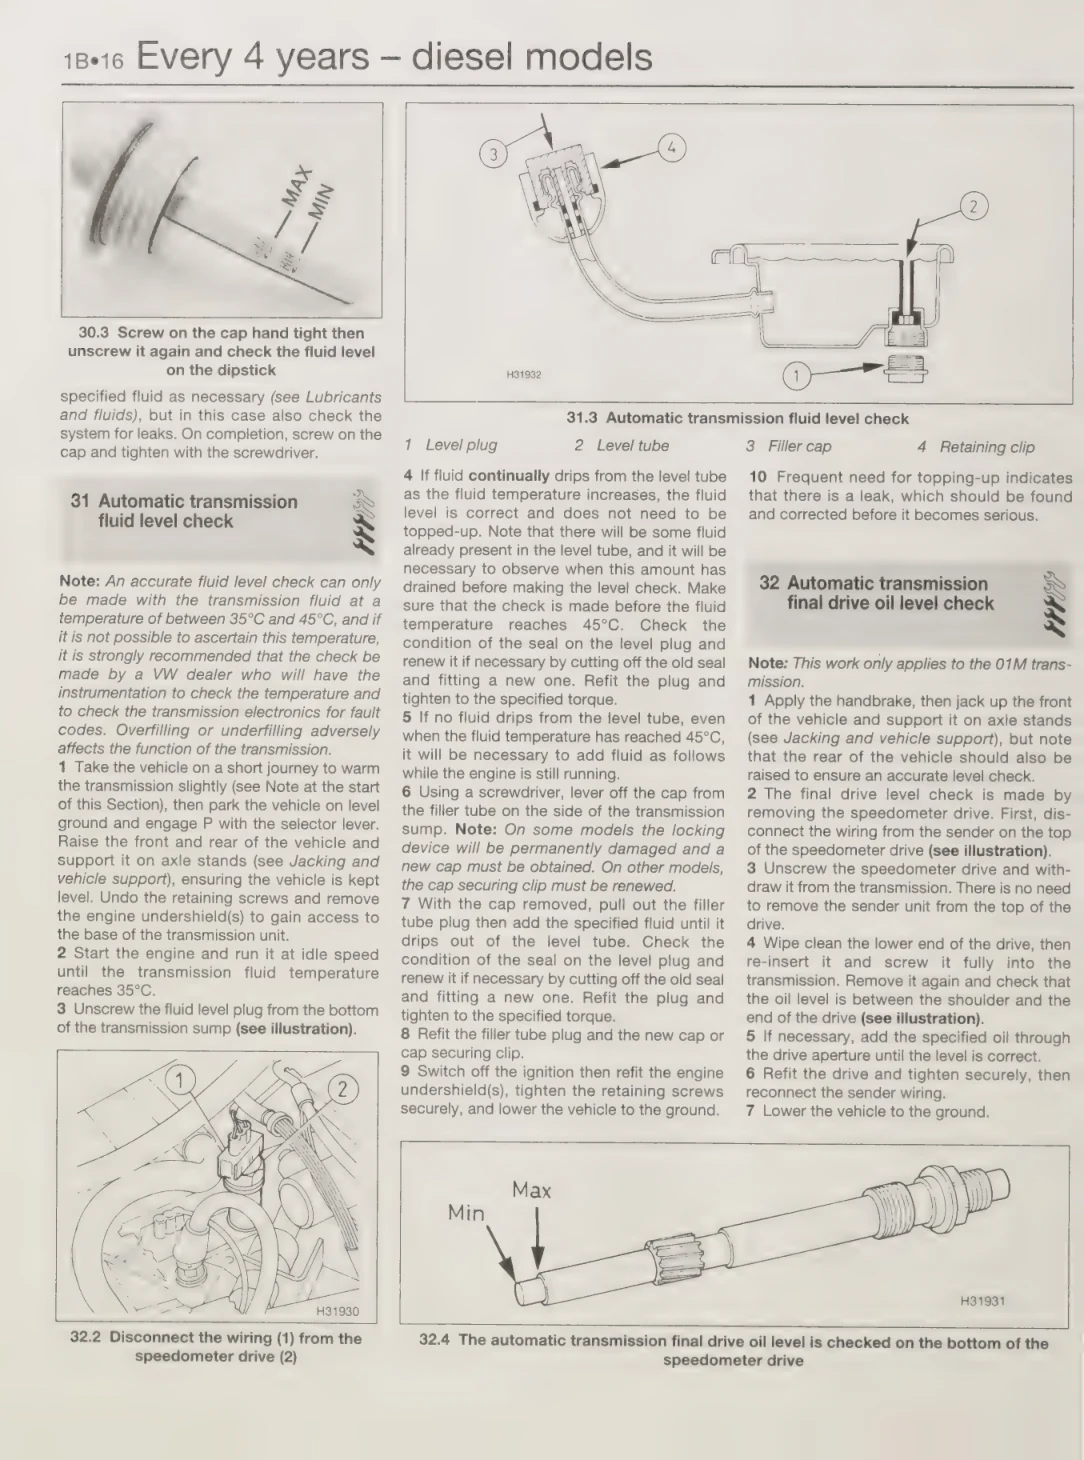 1B•16 Every 4 years – diesel models
MAX
MIN
30.3 Screw on the cap hand tight then
unscrew it again and check the fluid level
on the dipstick
specified fluid as necessary (see Lubricants
and fluids), but in this case also check the
system for leaks. On completion, screw on the
cap and tighten with the screwdriver.
31 Automatic transmission
fluid level check
Note: An accurate fluid level check can only
be made with the transmission fluid at a
temperature of between 35°C and 45°C, and if
it is not possible to ascertain this temperature,
it is strongly recommended that the check be
made by a VW dealer who will have the
instrumentation to check the temperature and
to check the transmission electronics for fault
codes. Overfilling or underfilling adversely
affects the function of the transmission.
1 Take the vehicle on a short journey to warm
the transmission slightly (see Note at the start
of this Section), then park the vehicle on level
ground and engage P with the selector lever.
Raise the front and rear of the vehicle and
support it on axle stands (see Jacking and
vehicle support), ensuring the vehicle is kept
level. Undo the retaining screws and remove
the engine undershield(s) to gain access to
the base of the transmission unit.
2 Start the engine and run it at idle speed
until the transmission fluid temperature
reaches 35°C.
3 Unscrew the fluid level plug from the bottom
of the transmission sump (see illustration).
1
2
H31930
32.2 Disconnect the wiring (1) from the
speedometer drive (2)
3
4
2
1
H31932
31.3 Automatic transmission fluid level check
1 Level plug 2 Level tube 3 Filler cap 4 Retaining clip
4 If fluid continually drips from the level tube
as the fluid temperature increases, the fluid
level is correct and does not need to be
topped-up. Note that there will be some fluid
already present in the level tube, and it will be
necessary to observe when this amount has
drained before making the level check. Make
sure that the check is made before the fluid
temperature reaches 45°C. Check the
condition of the seal on the level plug and
renew it if necessary by cutting off the old seal
and fitting a new one. Refit the plug and
tighten to the specified torque.
5 If no fluid drips from the level tube, even
when the fluid temperature has reached 45°C,
it will be necessary to add fluid as follows
while the engine is still running.
6 Using a screwdriver, lever off the cap from
the filler tube on the side of the transmission
sump. Note: On some models the locking
device will be permanently damaged and a
new cap must be obtained. On other models,
the cap securing clip must be renewed.
7 With the cap removed, pull out the filler
tube plug then add the specified fluid until it
drips out of the level tube. Check the
condition of the seal on the level plug and
renew it if necessary by cutting off the old seal
and fitting a new one. Refit the plug and
tighten to the specified torque.
8 Refit the filler tube plug and the new cap or
cap securing clip.
9 Switch off the ignition then refit the engine
undershield(s), tighten the retaining screws
securely, and lower the vehicle to the ground.
10 Frequent need for topping-up indicates
that there is a leak, which should be found
and corrected before it becomes serious.
32 Automatic transmission
final drive oil level check
Note: This work only applies to the 01M trans-
mission.
1 Apply the handbrake, then jack up the front
of the vehicle and support it on axle stands
(see Jacking and vehicle support), but note
that the rear of the vehicle should also be
raised to ensure an accurate level check.
2 The final drive level check is made by
removing the speedometer drive. First, dis-
connect the wiring from the sender on the top
of the speedometer drive (see illustration).
3 Unscrew the speedometer drive and with-
draw it from the transmission. There is no need
to remove the sender unit from the top of the
drive.
4 Wipe clean the lower end of the drive, then
re-insert it and screw it fully into the
transmission. Remove it again and check that
the oil level is between the shoulder and the
end of the drive (see illustration).
5 If necessary, add the specified oil through
the drive aperture until the level is correct.
6 Refit the drive and tighten securely, then
reconnect the sender wiring.
7 Lower the vehicle to the ground.
Max
Min
H31931
32.4 The automatic transmission final drive oil level is checked on the bottom of the
speedometer drive